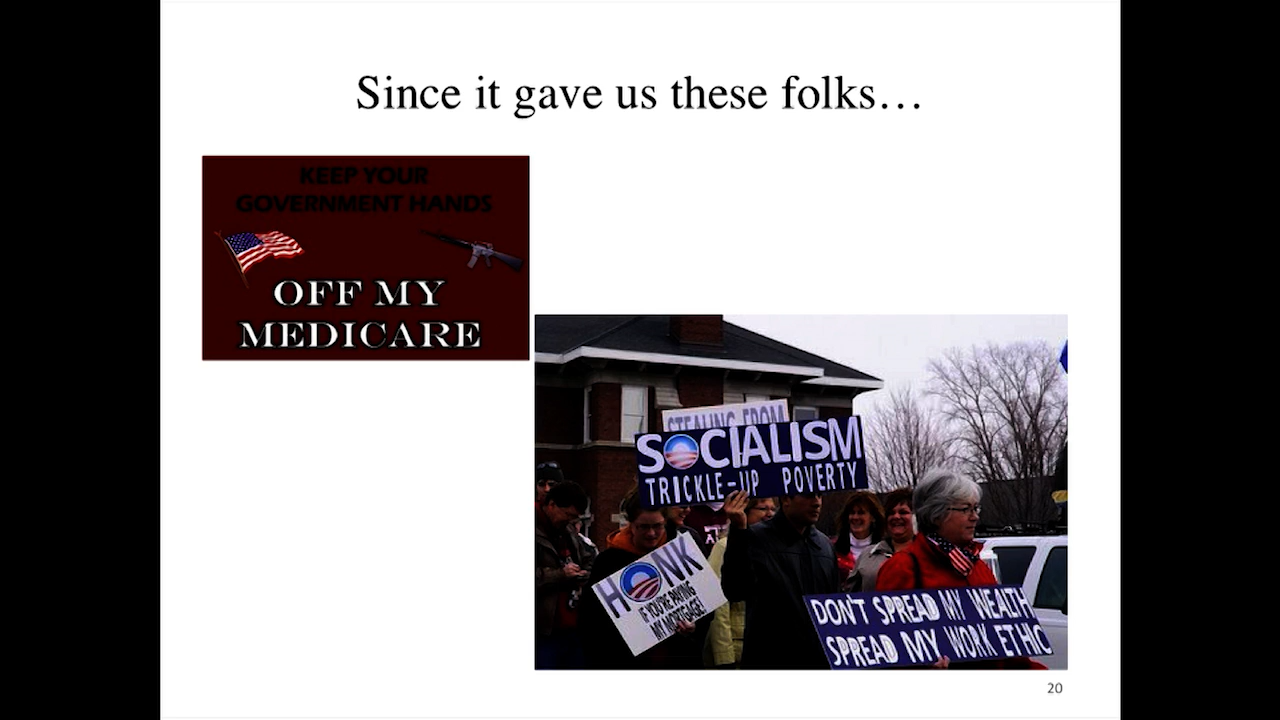 Since it gave us these folks…
KEEP YOUR
GOVERNMENT HANDS
OFF MY
MEDICARE
STEALING FROM
SOCIALISM
TRICKLE-UP POVERTY
HONK
IF YOU'RE PAYING
MY MORTGAGE!
DON'T SPREAD MY WEALTH
SPREAD MY WORK ETHIC
20